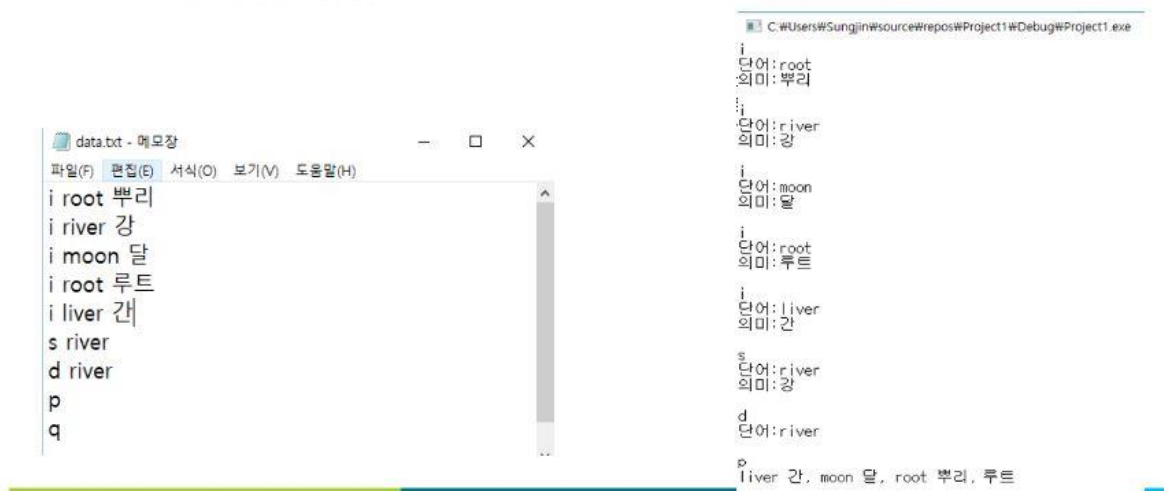 data.txt - 메모장
파일(F) 편집(E) 서식(O) 보기(V) 도움말(H)
i root 뿌리
i river 강
i moon 달
i root 루트
i liver 간
s river
d river
p
q
C:₩Users₩Sungjin₩source₩repos₩Project1₩Debug₩Project1.exe
i
단어:root
의미:뿌리
i
단어:river
의미:강
i
단어:moon
의미:달
i
단어:root
의미:루트
i
단어:liver
의미:간
s
단어:river
의미:강
d
단어:river
p
liver 간, moon 달, root 뿌리, 루트